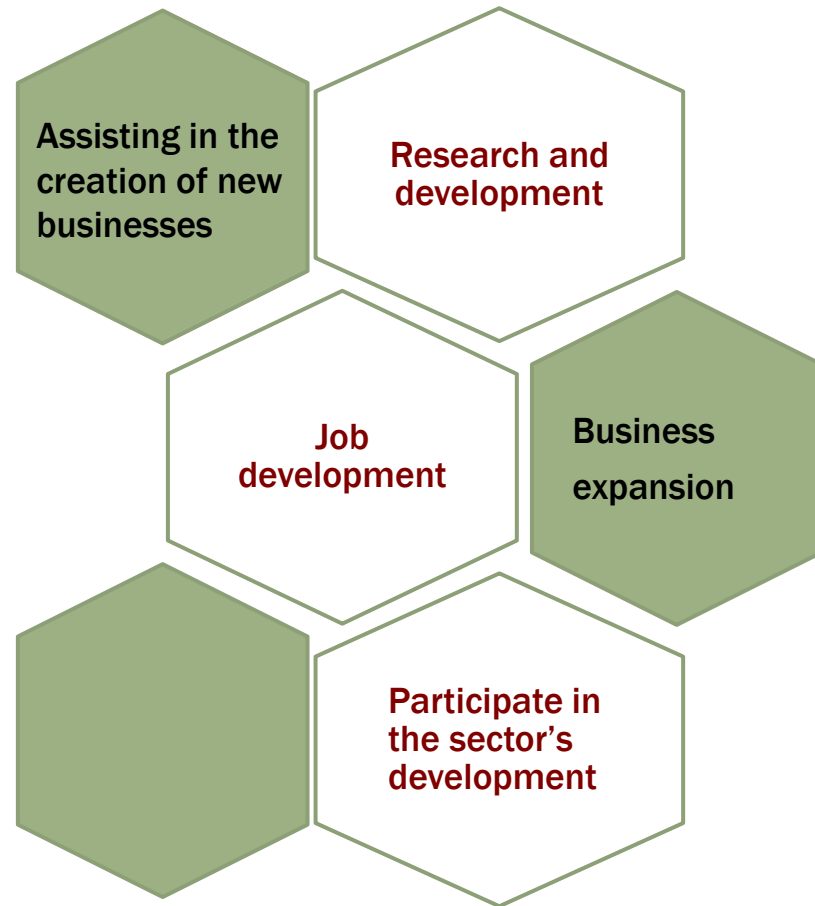 Assisting in the
creation of new
businesses
Research and
development
Job
development
Business
expansion
Participate in
the sector’s
development